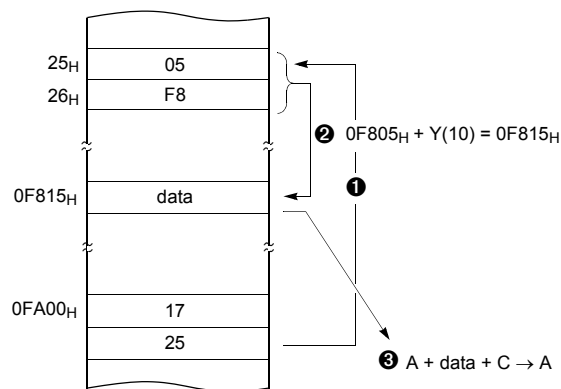 25H 05
26H F8
❷ 0F805H + Y(10) = 0F815H
❶
0F815H data
0FA00H 17
25
❸ A + data + C → A